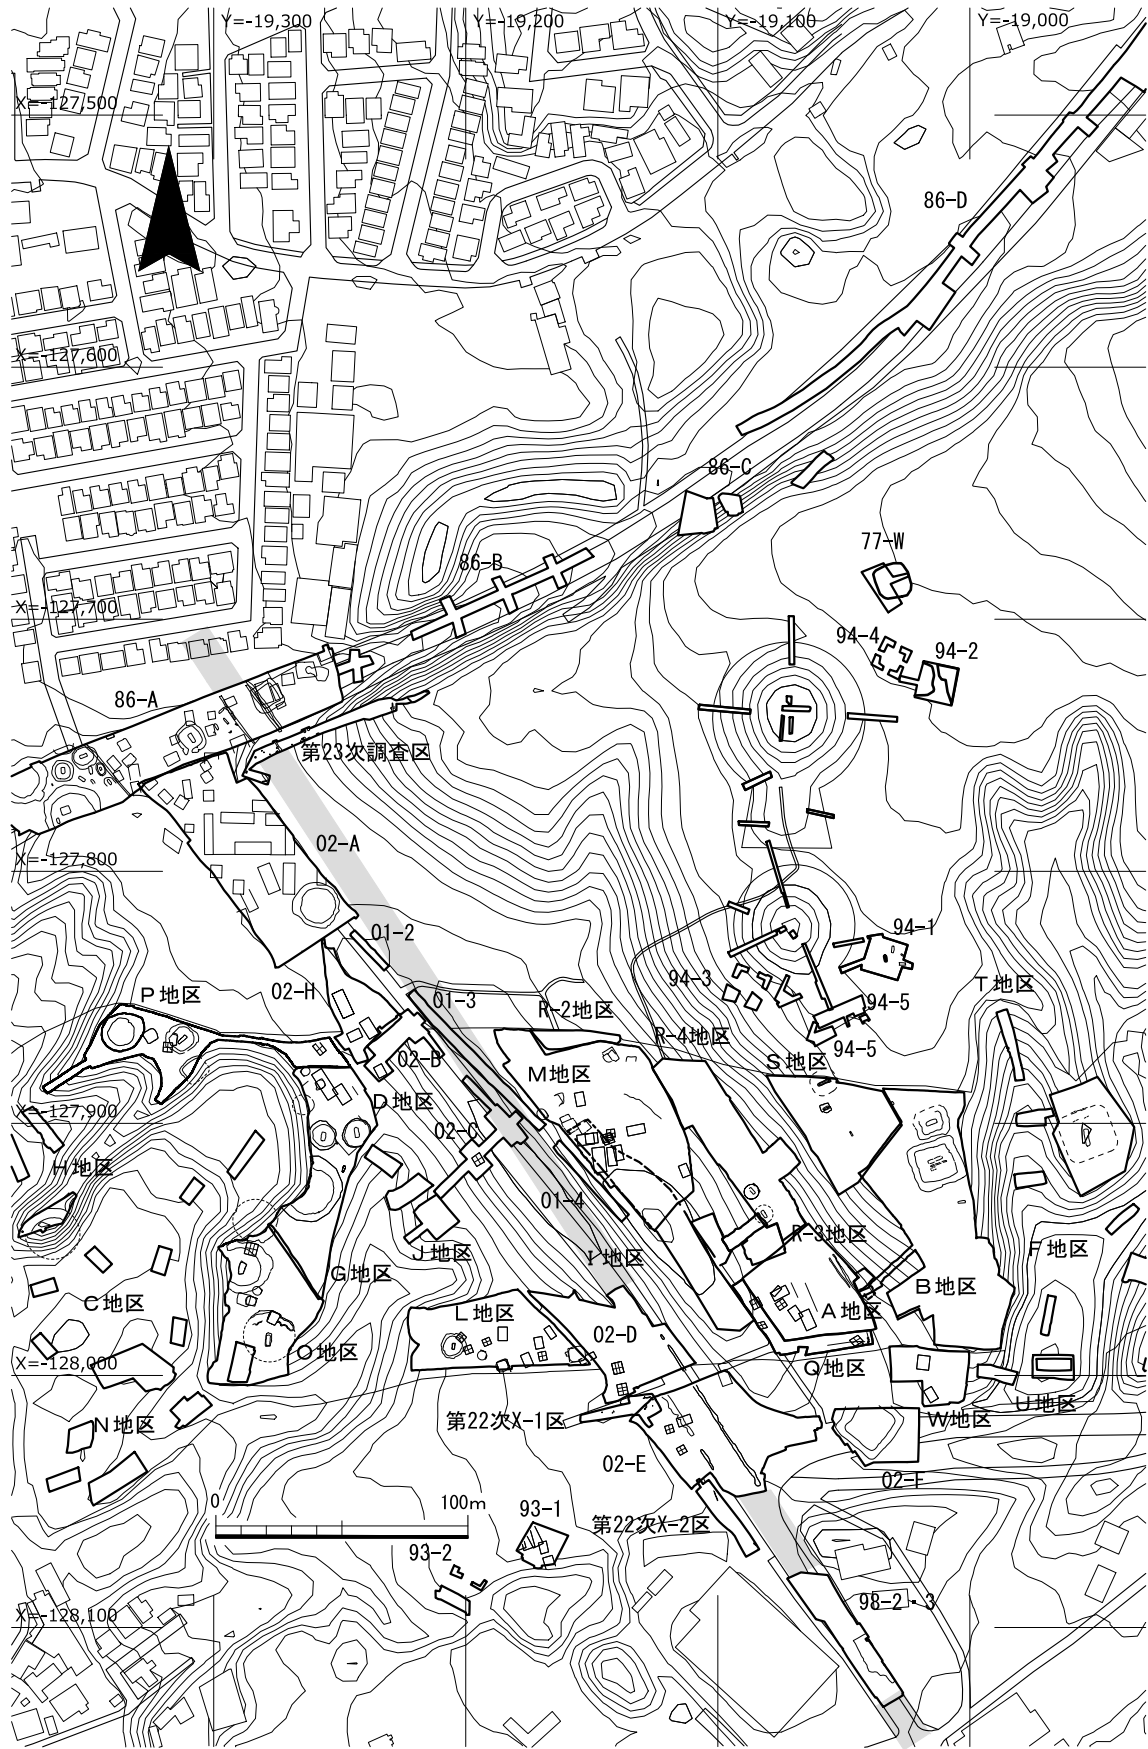 Y=-19,300
Y=-19,200
Y=-19,100
Y=-19,000
X=-127,500
86-D
X=-127,600
86-C
77-W
86-B
X=-127,700
94-4
94-2
86-A
第23次調査区
02-A
X=-127,800
01-2
94-1
94-3
T地区
P地区
02-H
01-3
R-2地区
94-5
R-4地区
94-5
02-B
S地区
M地区
D地区
X=-127,900
02-C
H地区
01-4
R-3地区
J地区
I地区
F地区
G地区
B地区
C地区
L地区
A地区
02-D
O地区
X=-128,000
Q地区
U地区
N地区
第22次X-1区
W地区
02-E
02-F
0
100m
93-1
第22次X-2区
93-2
98-2・3
X=-128,100